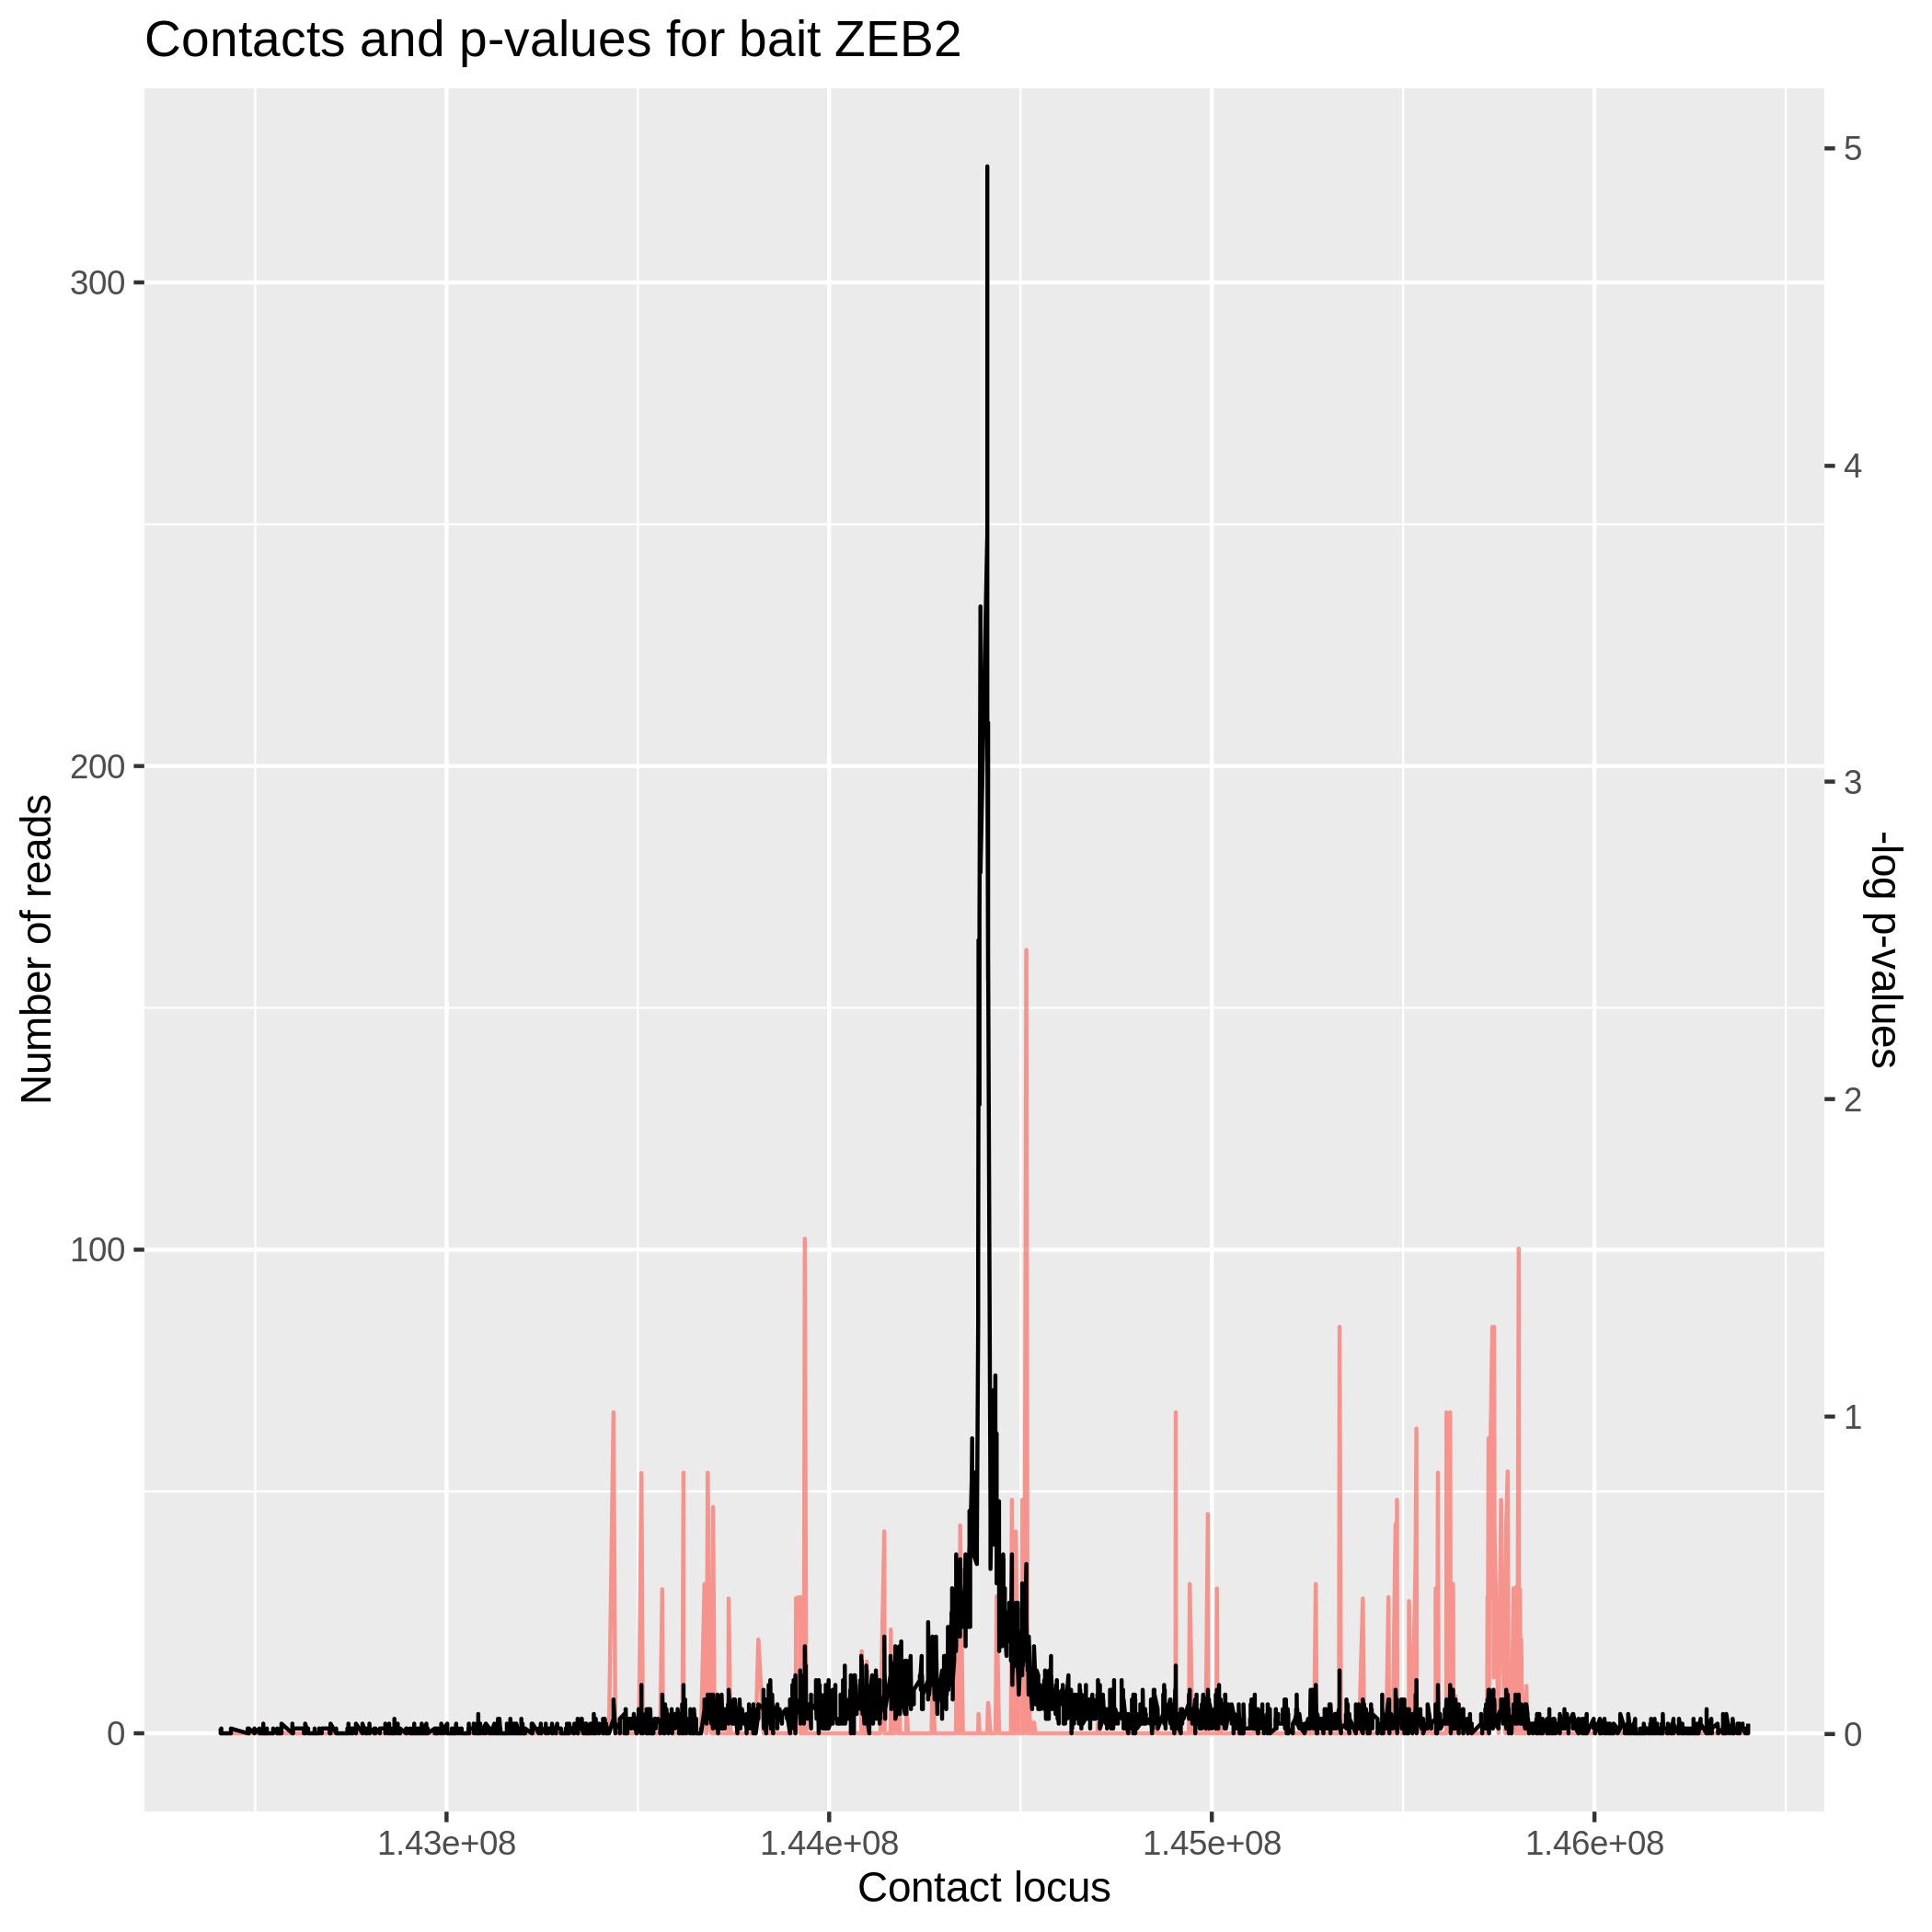 Contacts and p-values for bait ZEB2
Number of reads
300
200
100
0
5
4
3
2
1
0
-log p-values
1.43e+08 1.44e+08 1.45e+08 1.46e+08
Contact locus